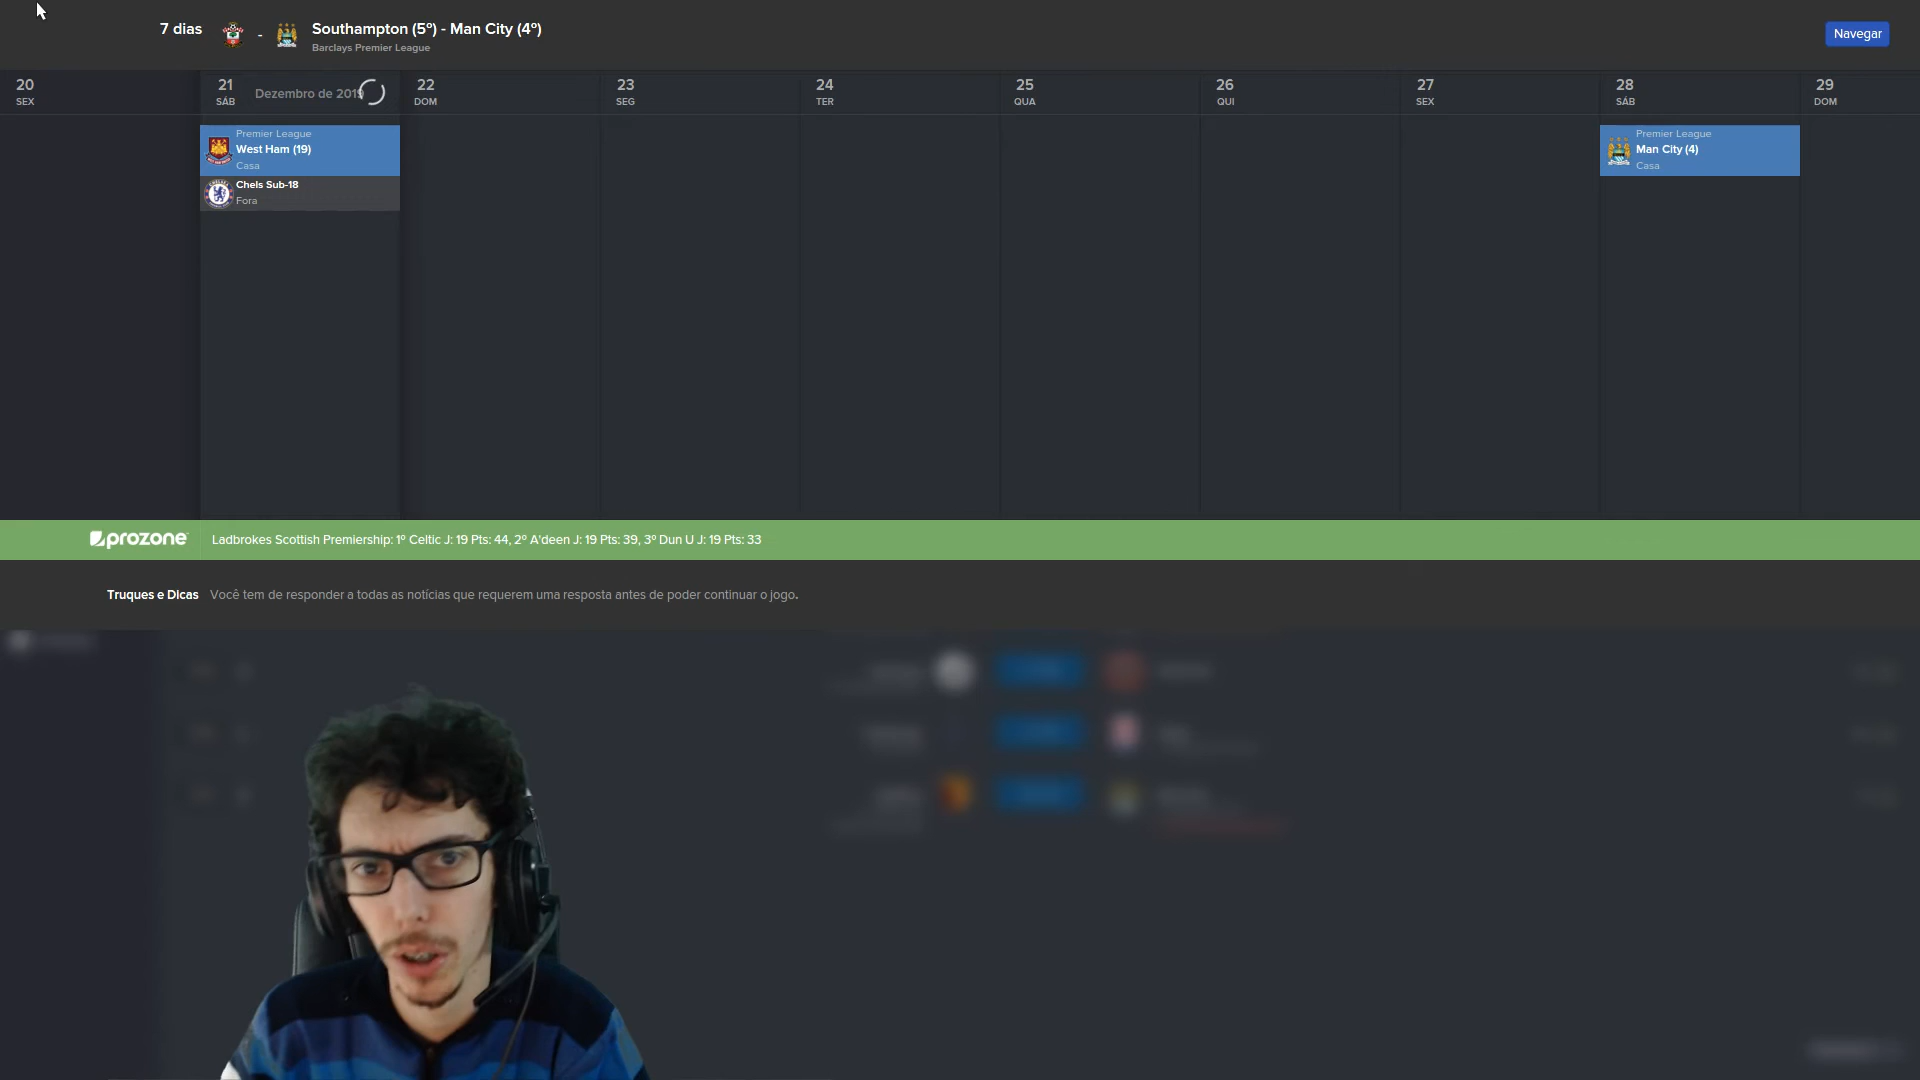 7 dias
-
Southampton (5º) - Man City (4º)
Barclays Premier League
Navegar
20
SEX
21
SÁB
Dezembro de 2019
22
DOM
23
SEG
24
TER
25
QUA
26
QUI
27
SEX
28
SÁB
29
DOM
Premier League
West Ham (19)
Casa
Chels Sub-18
Fora
Premier League
Man City (4)
Casa
prozone
Ladbrokes Scottish Premiership: 1º Celtic J: 19 Pts: 44, 2º A'deen J: 19 Pts: 39, 3º Dun U J: 19 Pts: 33
Truques e Dicas Você tem de responder a todas as notícias que requerem uma resposta antes de poder continuar o jogo.